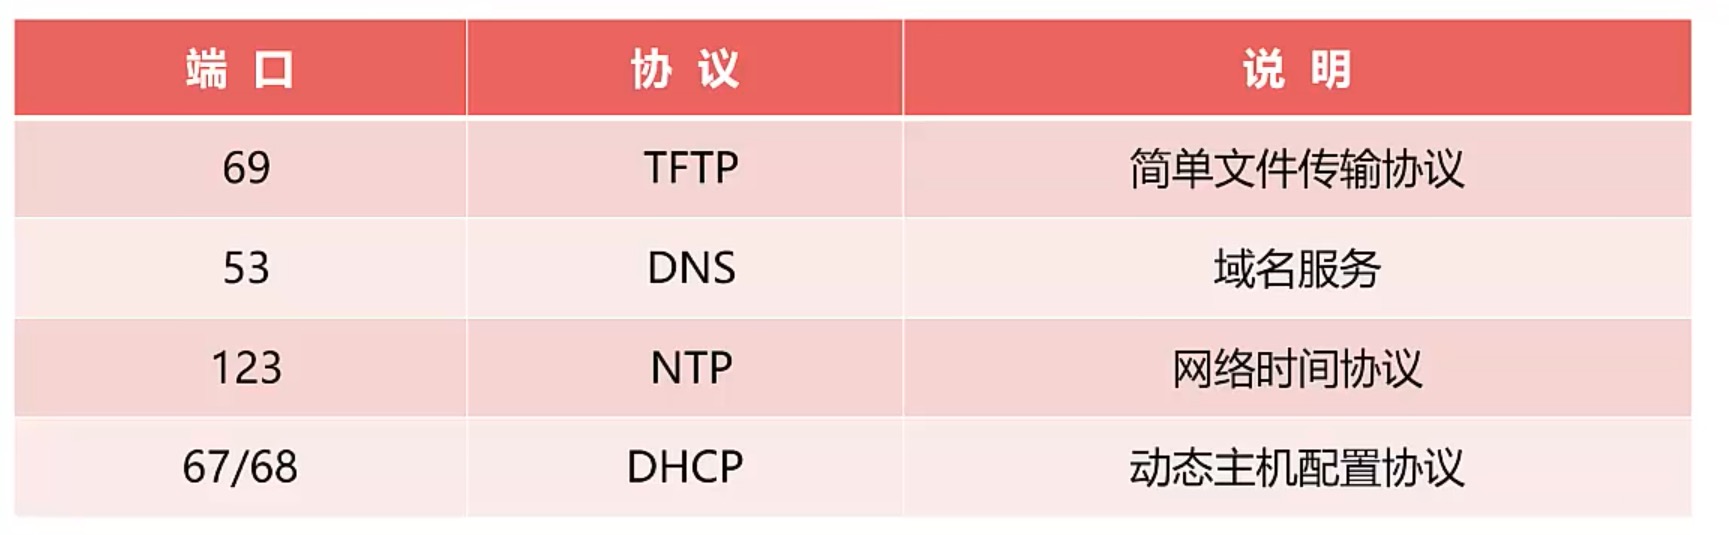 端 口 协 议 说 明
69 TFTP 简单文件传输协议
53 DNS 域名服务
123 NTP 网络时间协议
67/68 DHCP 动态主机配置协议